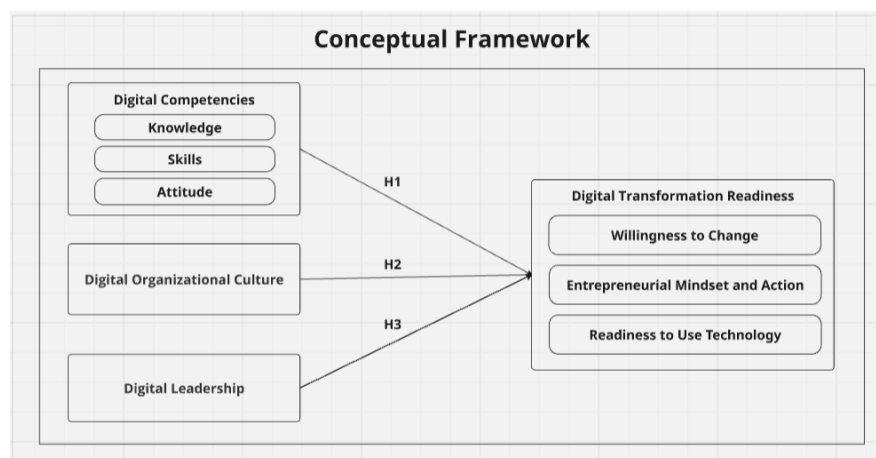 Conceptual Framework
Digital Competencies
Knowledge
Skills
Attitude
H1
Digital Organizational Culture
H2
Digital Leadership
H3
Digital Transformation Readiness
Willingness to Change
Entrepreneurial Mindset and Action
Readiness to Use Technology